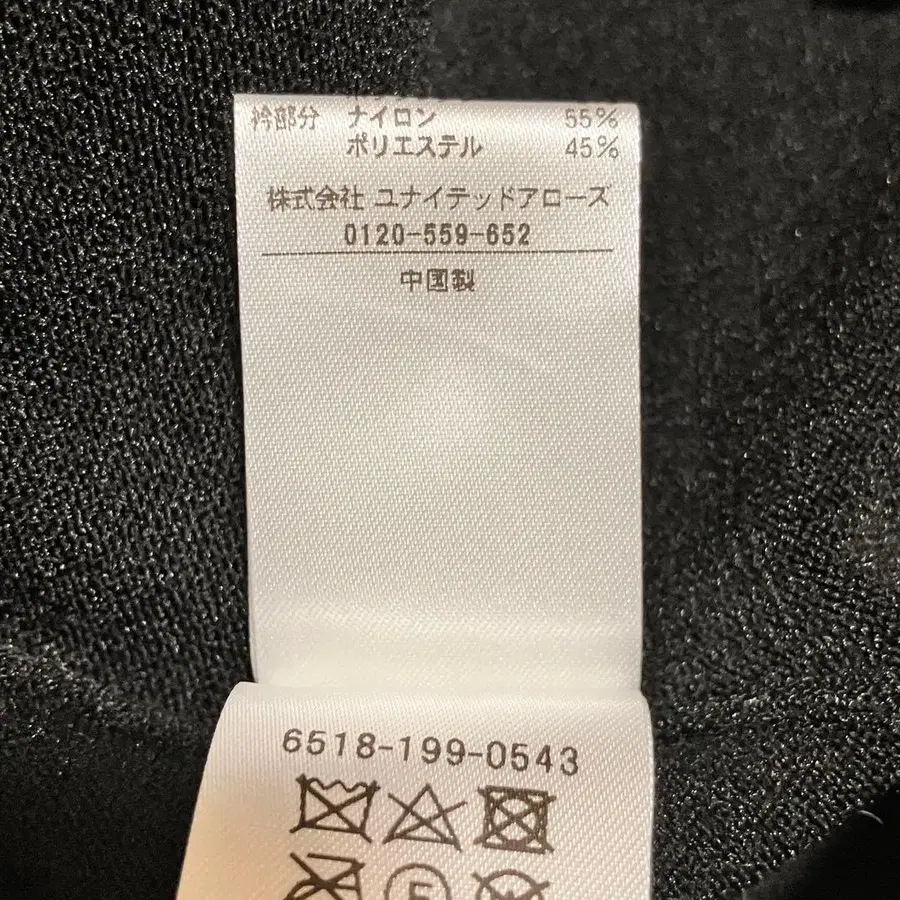 衿部分 ナイロン 55%
ポリエステル 45%
株式会社 ユナイテッドアローズ
0120-559-652
中国製
6518-199-0543